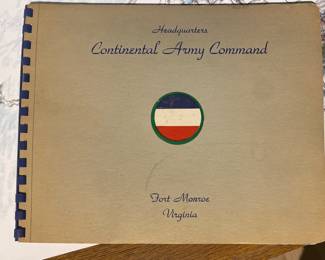 Headquarters
Continental Army Command
Fort Monroe
Virginia